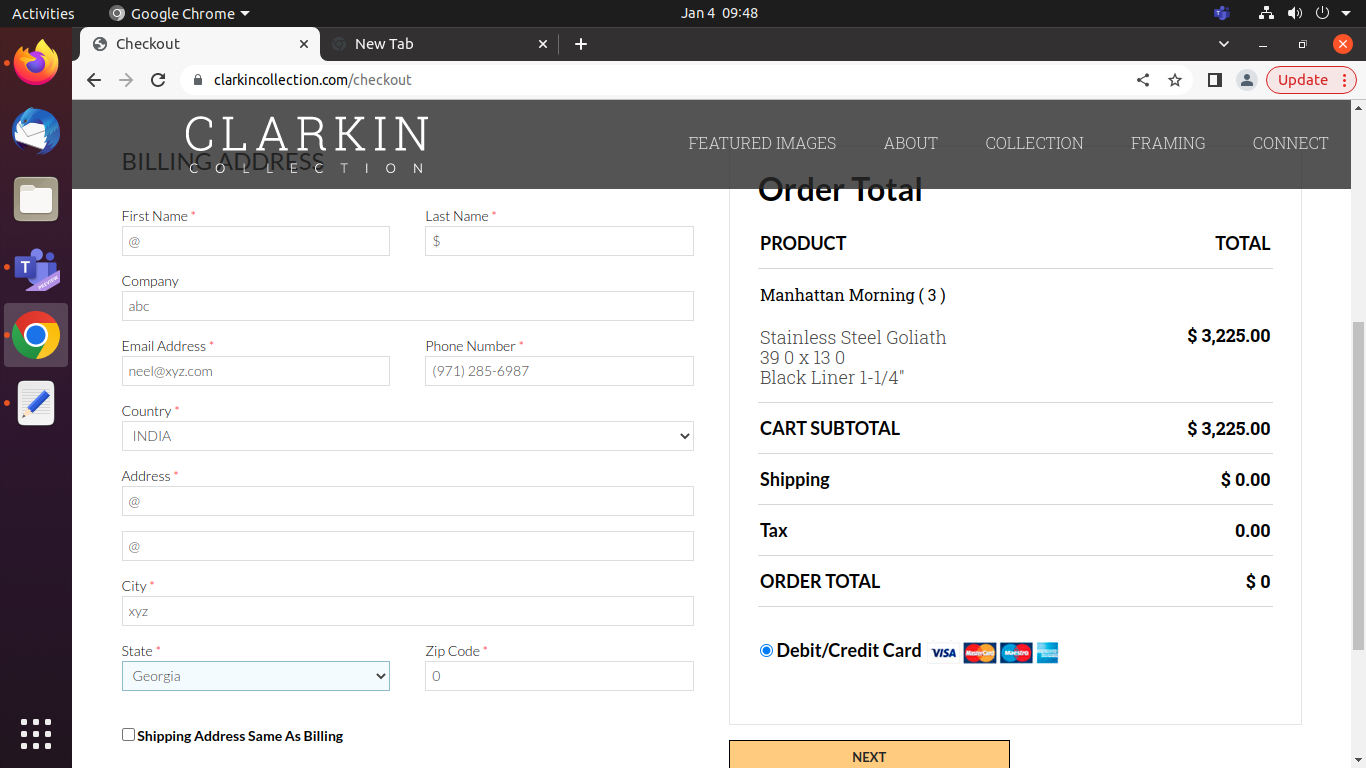 Activities
Google Chrome
Jan 4 09:48
Checkout
New Tab
clarkincollection.com/checkout
Update
CLARKIN
COLLECTION
FEATURED IMAGES
ABOUT
COLLECTION
FRAMING
CONNECT
BILLING ADDRESS
First Name *
Last Name *
@
$
Company
abc
Email Address *
Phone Number *
neel@xyz.com
(971) 285-6987
Country *
INDIA
Address *
@
@
City *
xyz
State *
Zip Code *
Georgia
0
Shipping Address Same As Billing
Order Total
PRODUCT
TOTAL
Manhattan Morning ( 3 )
Stainless Steel Goliath
$ 3,225.00
39 0 x 13 0
Black Liner 1-1/4"
CART SUBTOTAL
$ 3,225.00
Shipping
$ 0.00
Tax
0.00
ORDER TOTAL
$ 0
Debit/Credit Card
VISA
MasterCard
Maestro
NEXT